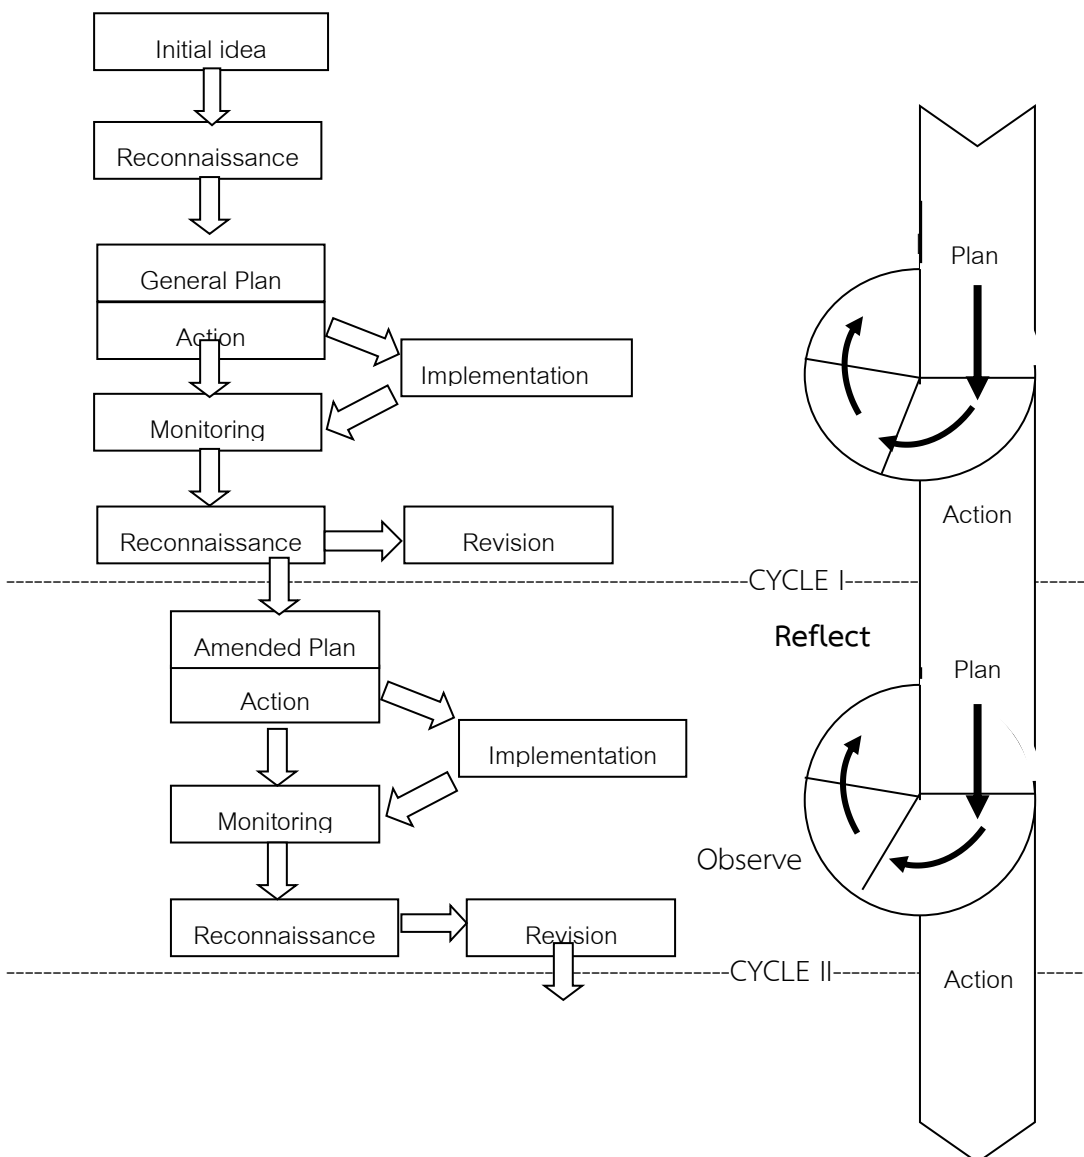 Initial idea
Reconnaissance
General Plan
Action
Implementation
Monitoring
Reconnaissance
Revision
Plan
Action
CYCLE I
Reflect
Amended Plan
Action
Implementation
Monitoring
Reconnaissance
Revision
Plan
Observe
Action
CYCLE II